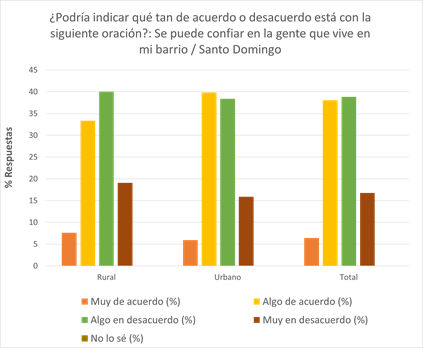 ¿Podría indicar qué tan de acuerdo o desacuerdo está con la
siguiente oración?: Se puede confiar en la gente que vive en
mi barrio / Santo Domingo
45
40
35
30
25
20
15
10
5
0
% Respuestas
Rural Urbano Total
Muy de acuerdo (%) Algo de acuerdo (%)
Algo en desacuerdo (%) Muy en desacuerdo (%)
No lo sé (%)